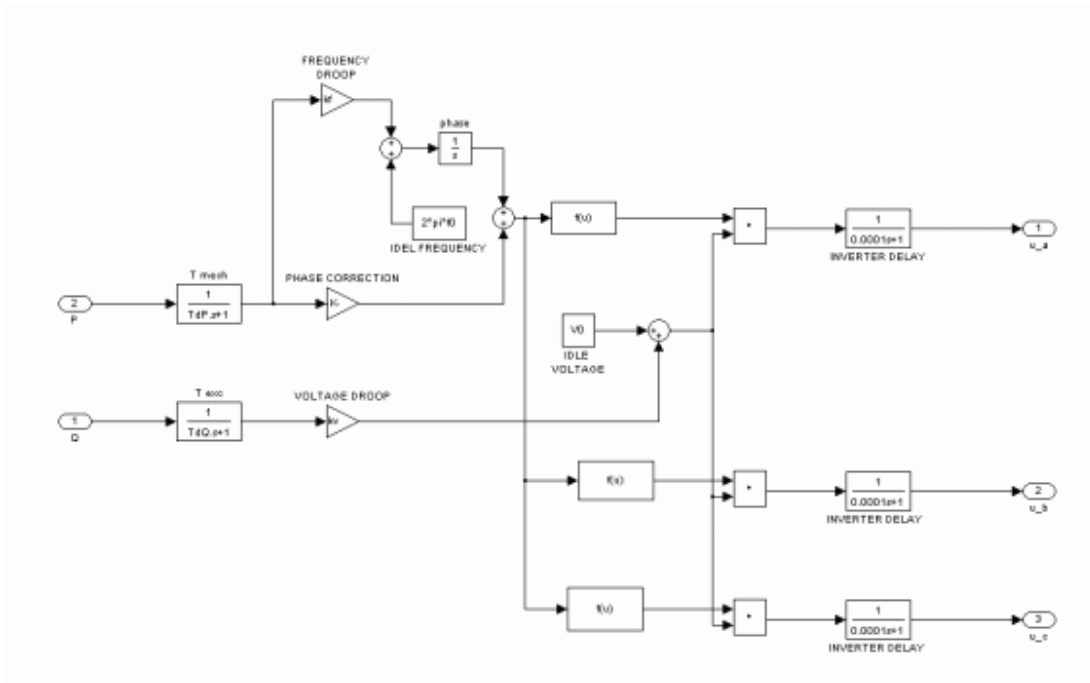 FREQUENCY
DROOP
kf
phase
1
s
2*pi*f0
IDEL FREQUENCY
f(u)
1
0.0001s+1
INVERTER DELAY
1
u_a
T mesh
1
TdP.s+1
2
P
PHASE CORRECTION
K-
V0
IDLE
VOLTAGE
T exc
1
TdQ.s+1
1
Q
VOLTAGE DROOP
kv
f(u)
1
0.0001s+1
INVERTER DELAY
2
u_b
f(u)
1
0.0001s+1
INVERTER DELAY
3
u_c